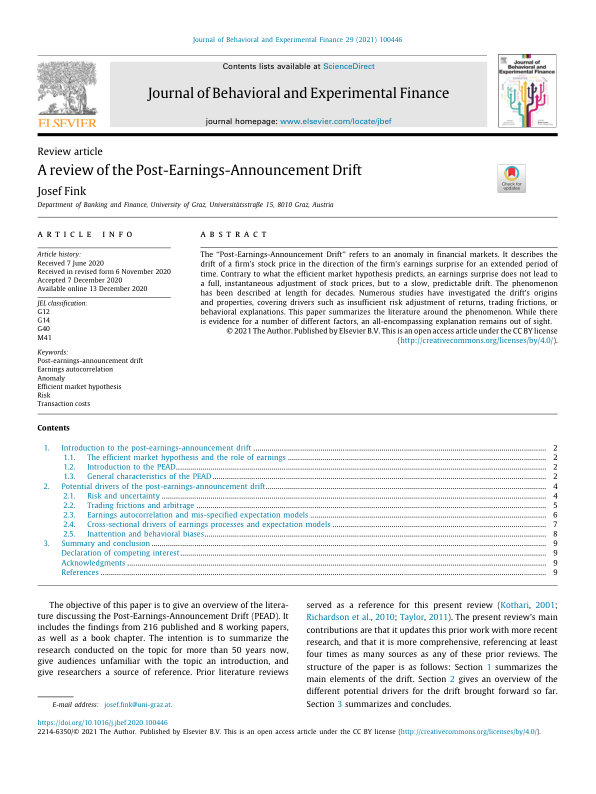 Journal of Behavioral and Experimental Finance 29 (2021) 100446
Contents lists available at ScienceDirect
Journal of Behavioral and Experimental Finance
journal homepage: www.elsevier.com/locate/jbef
ELSEVIER
Journal of
Behavioral and
Experimental Finance
Review article
A review of the Post-Earnings-Announcement Drift
Check for
updates
Josef Fink
Department of Banking and Finance, University of Graz, Universitätsstraße 15, 8010 Graz, Austria
ARTICLE INFO
Article history:
Received 7 June 2020
Received in revised form 6 November 2020
Accepted 7 December 2020
Available online 13 December 2020
JEL classification:
G12
G14
G40
M41
Keywords:
Post-earnings-announcement drift
Earnings autocorrelation
Anomaly
Efficient market hypothesis
Risk
Transaction costs
ABSTRACT
The "Post-Earnings-Announcement Drift" refers to an anomaly in financial markets. It describes the
drift of a firm's stock price in the direction of the firm's earnings surprise for an extended period of
time. Contrary to what the efficient market hypothesis predicts, an earnings surprise does not lead to
a full, instantaneous adjustment of stock prices, but to a slow, predictable drift. The phenomenon
has been described at length for decades. Numerous studies have investigated the drift's origins
and properties, covering drivers such as insufficient risk adjustment of returns, trading frictions, or
behavioral explanations. This paper summarizes the literature around the phenomenon. While there
is evidence for a number of different factors, an all-encompassing explanation remains out of sight.
© 2021 The Author. Published by Elsevier B.V. This is an open access article under the CC BY license
(http://creativecommons.org/licenses/by/4.0/).
Contents
1. Introduction to the post-earnings-announcement drift 2
1.1. The efficient market hypothesis and the role of earnings 2
1.2. Introduction to the PEAD 2
1.3. General characteristics of the PEAD 2
2. Potential drivers of the post-earnings-announcement drift 4
2.1. Risk and uncertainty 4
2.2. Trading frictions and arbitrage 5
2.3. Earnings autocorrelation and mis-specified expectation models 6
2.4. Cross-sectional drivers of earnings processes and expectation models 7
2.5. Inattention and behavioral biases 8
3. Summary and conclusion 9
Declaration of competing interest 9
Acknowledgments 9
References 9
The objective of this paper is to give an overview of the litera-
ture discussing the Post-Earnings-Announcement Drift (PEAD). It
includes the findings from 216 published and 8 working papers,
as well as a book chapter. The intention is to summarize the
research conducted on the topic for more than 50 years now,
give audiences unfamiliar with the topic an introduction, and
give researchers a source of reference. Prior literature reviews
served as a reference for this present review (Kothari, 2001;
Richardson et al., 2010; Taylor, 2011). The present review's main
contributions are that it updates this prior work with more recent
research, and that it is more comprehensive, referencing at least
four times as many sources as any of these prior reviews. The
structure of the paper is as follows: Section 1 summarizes the
main elements of the drift. Section 2 gives an overview of the
different potential drivers for the drift brought forward so far.
Section 3 summarizes and concludes.
E-mail address: josef.fink@uni-graz.at.
https://doi.org/10.1016/j.jbef.2020.100446
2214-6350/© 2021 The Author. Published by Elsevier B.V. This is an open access article under the CC BY license (http://creativecommons.org/licenses/by/4.0/).